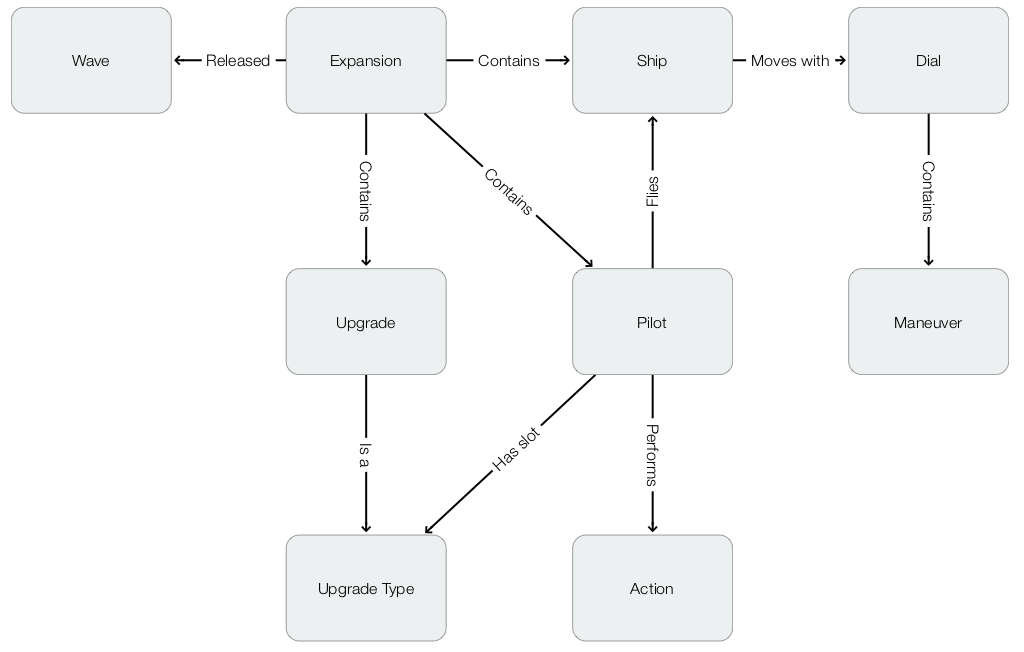 Wave
Released
Expansion
Contains
Ship
Moves with
Dial
Contains
Contains
Flies
Contains
Upgrade
Pilot
Maneuver
Is a
Has slot
Performs
Upgrade Type
Action